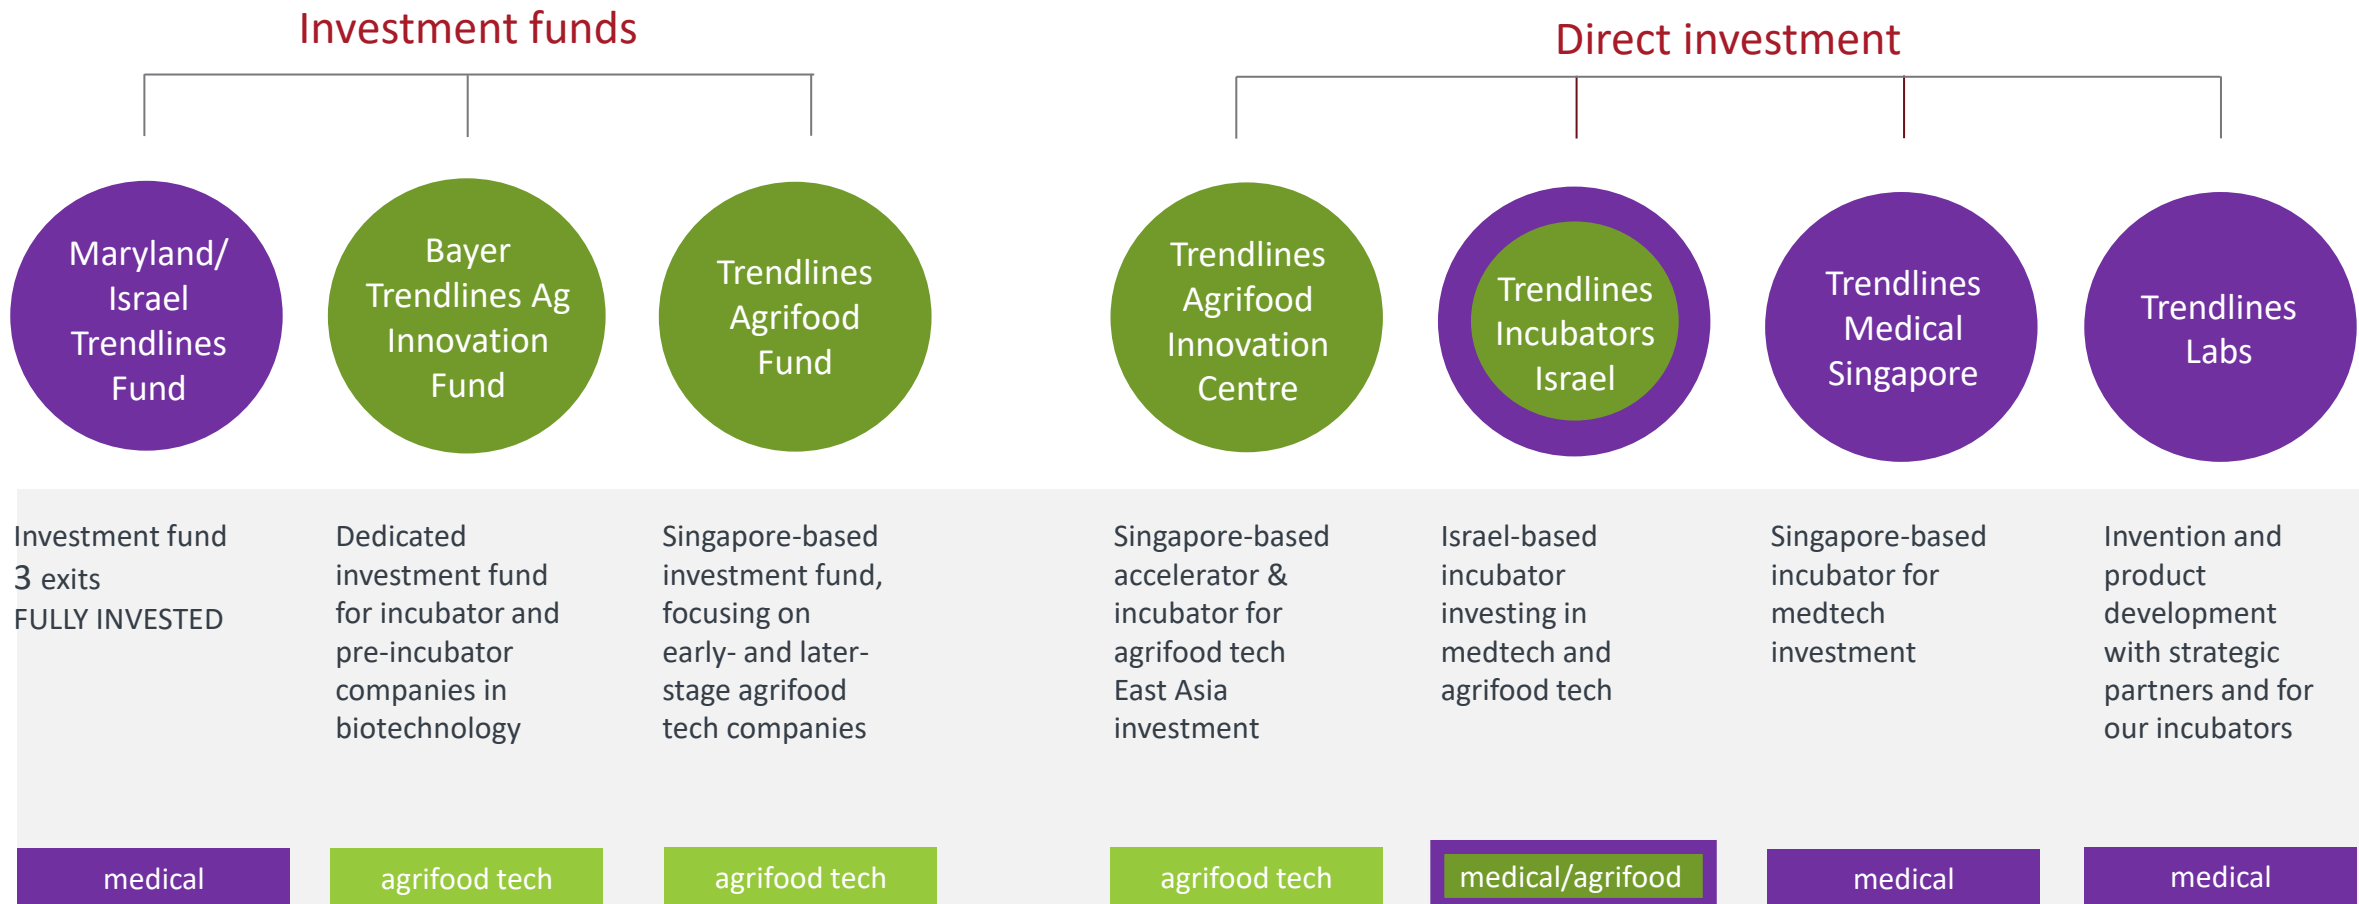 Investment funds
Direct investment
Maryland/
Israel
Trendlines
Fund
Bayer
Trendlines Ag
Innovation
Fund
Trendlines
Agrifood
Fund
Trendlines
Agrifood
Innovation
Centre
Trendlines
Incubators
Israel
Trendlines
Medical
Singapore
Trendlines
Labs
Investment fund
3 exits
FULLY INVESTED
Dedicated
investment fund
for incubator and
pre-incubator
companies in
biotechnology
Singapore-based
investment fund,
focusing on
early- and later-
stage agrifood
tech companies
Singapore-based
accelerator &
incubator for
agrifood tech
East Asia
investment
Israel-based
incubator
investing in
medtech and
agrifood tech
Singapore-based
incubator for
medtech
investment
Invention and
product
development
with strategic
partners and for
our incubators
medical
agrifood tech
agrifood tech
agrifood tech
medical/agrifood
medical
medical